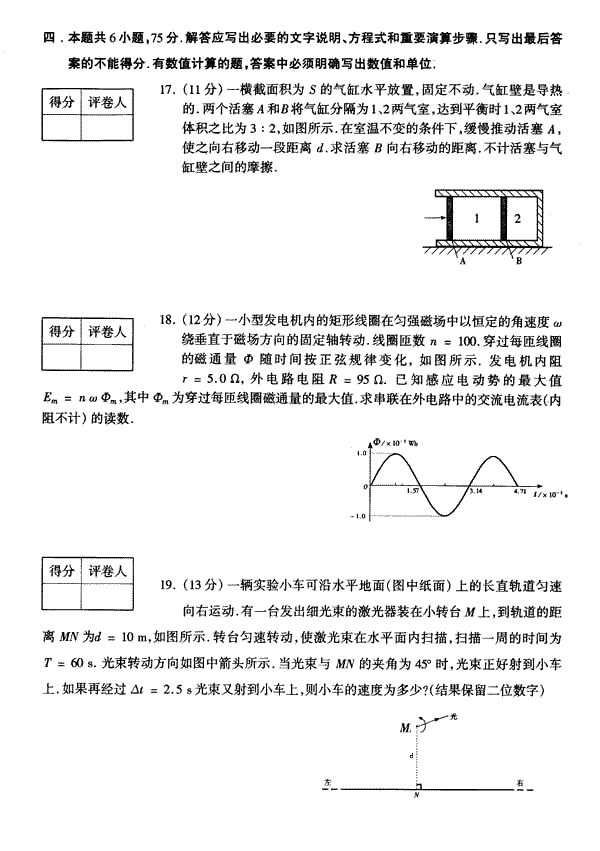 四．本题共6小题,75分.解答应写出必要的文字说明、方程式和重要演算步骤.只写出最后答
案的不能得分.有数值计算的题,答案中必须明确写出数值和单位.
得分 评卷人
17. (11分) 一横截面积为 S 的气缸水平放置,固定不动.气缸壁是导热
的.两个活塞 A 和B 将气缸分隔为1、2两气室,达到平衡时1、2两气室
体积之比为 3 : 2,如图所示.在室温不变的条件下,缓慢推动活塞 A,
使之向右移动一段距离 d.求活塞 B 向右移动的距离.不计活塞与气
缸壁之间的摩擦.
1 2
A B
得分 评卷人
18. (12分) 一小型发电机内的矩形线圈在匀强磁场中以恒定的角速度 ω
绕垂直于磁场方向的固定轴转动.线圈匝数 n = 100.穿过每匝线圈
的磁通量 Φ 随时间按正弦规律变化, 如图所示. 发电机内阻
r = 5.0 Ω, 外电路电阻 R = 95 Ω. 已知感应电动势的最大值
Em = n ω Φm,其中 Φm 为穿过每匝线圈磁通量的最大值.求串联在外电路中的交流电流表(内
阻不计) 的读数.
Φ/×10⁻² Wb
1.0
0 1.57 3.14 4.71 t/×10⁻² s
-1.0
得分 评卷人
19. (13分) 一辆实验小车可沿水平地面(图中纸面) 上的长直轨道匀速
向右运动.有一台发出细光束的激光器装在小转台 M 上,到轨道的距
离 MN 为d = 10 m,如图所示.转台匀速转动,使激光束在水平面内扫描,扫描一周的时间为
T = 60 s. 光束转动方向如图中箭头所示.当光束与 MN 的夹角为 45° 时,光束正好射到小车
上.如果再经过 Δt = 2.5 s 光束又射到小车上,则小车的速度为多少?(结果保留二位数字)
光
M
d
左 右
N